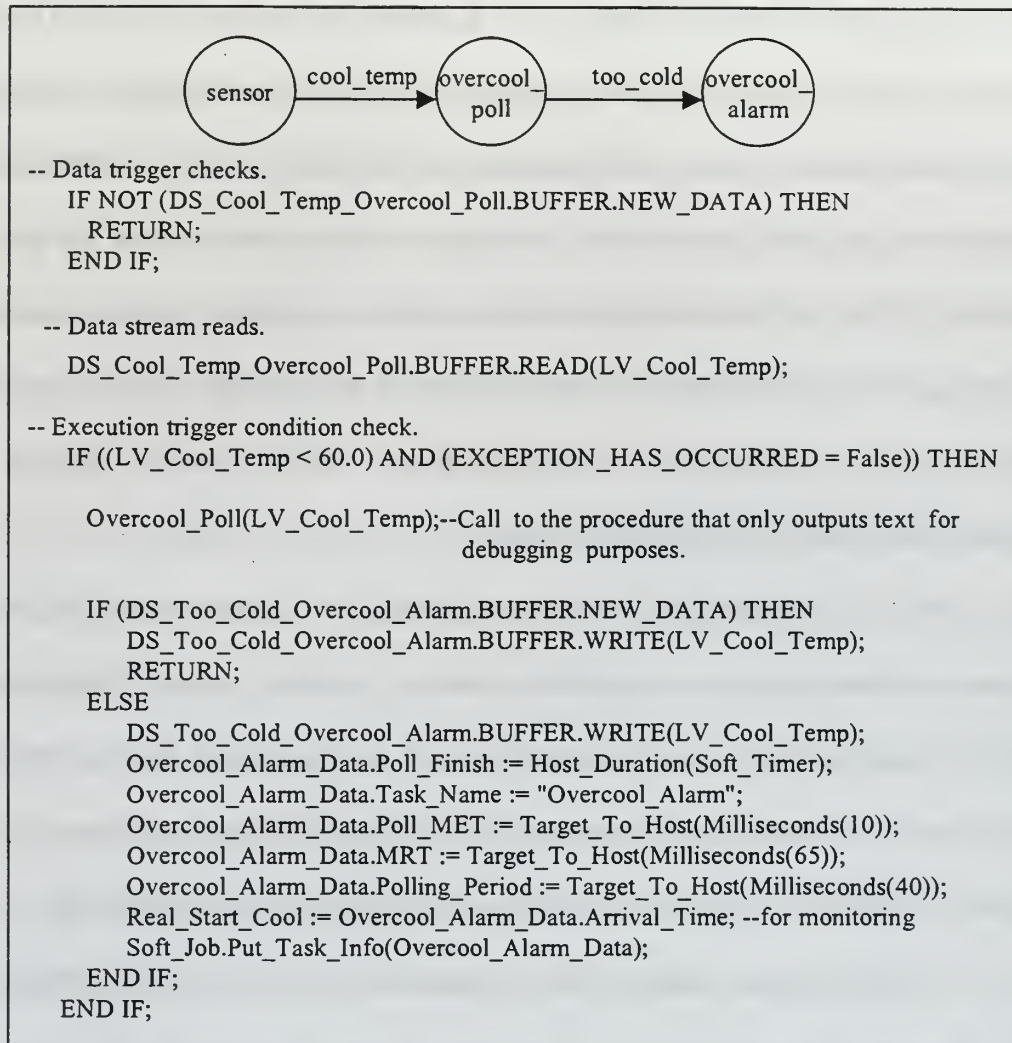 sensor
cool_temp
overcool_
poll
too_cold
overcool_
alarm
-- Data trigger checks.
IF NOT (DS_Cool_Temp_Overcool_Poll.BUFFER.NEW_DATA) THEN
RETURN;
END IF;
-- Data stream reads.
DS_Cool_Temp_Overcool_Poll.BUFFER.READ(LV_Cool_Temp);
-- Execution trigger condition check.
IF ((LV_Cool_Temp < 60.0) AND (EXCEPTION_HAS_OCCURRED = False)) THEN
Overcool_Poll(LV_Cool_Temp);--Call to the procedure that only outputs text for
debugging purposes.
IF (DS_Too_Cold_Overcool_Alarm.BUFFER.NEW_DATA) THEN
DS_Too_Cold_Overcool_Alarm.BUFFER.WRITE(LV_Cool_Temp);
RETURN;
ELSE
DS_Too_Cold_Overcool_Alarm.BUFFER.WRITE(LV_Cool_Temp);
Overcool_Alarm_Data.Poll_Finish := Host_Duration(Soft_Timer);
Overcool_Alarm_Data.Task_Name := "Overcool_Alarm";
Overcool_Alarm_Data.Poll_MET := Target_To_Host(Milliseconds(10));
Overcool_Alarm_Data.MRT := Target_To_Host(Milliseconds(65));
Overcool_Alarm_Data.Polling_Period := Target_To_Host(Milliseconds(40));
Real_Start_Cool := Overcool_Alarm_Data.Arrival_Time; --for monitoring
Soft_Job.Put_Task_Info(Overcool_Alarm_Data);
END IF;
END IF;